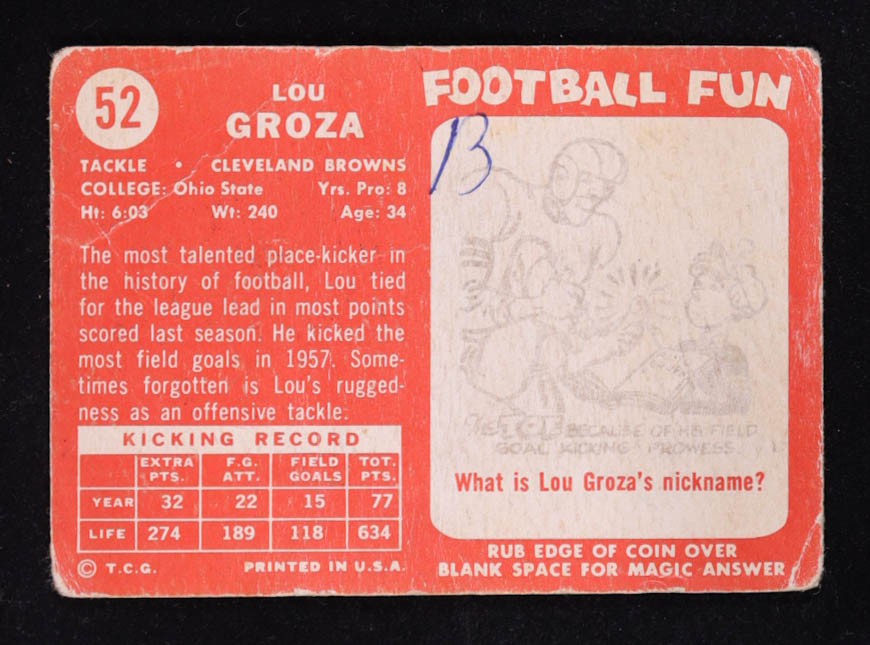 52
LOU
GROZA
TACKLE • CLEVELAND BROWNS
COLLEGE: Ohio State Yrs. Pro: 8
Ht: 6:03 Wt: 240 Age: 34
The most talented place-kicker in
the history of football, Lou tied
for the league lead in most points
scored last season. He kicked the
most field goals in 1957. Some-
times forgotten is Lou's rugged-
ness as an offensive tackle.
KICKING RECORD
EXTRA PTS. F.G. ATT. FIELD GOALS TOT. PTS.
YEAR 32 22 15 77
LIFE 274 189 118 634
© T.C.G. PRINTED IN U.S.A.
FOOTBALL FUN
B
THE TOE BECAUSE OF HIS FIELD
GOAL KICKING PROWESS
What is Lou Groza's nickname?
RUB EDGE OF COIN OVER
BLANK SPACE FOR MAGIC ANSWER